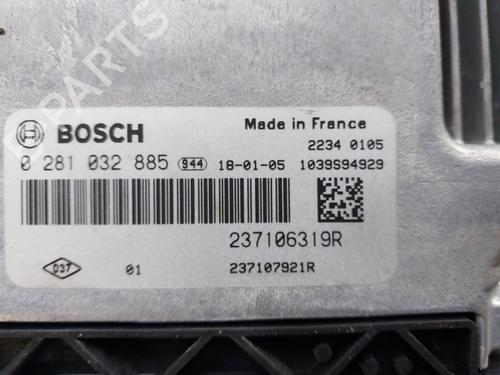 BOSCH
Made in France
0 281 032 885 944 18-01-05
2234 0105
1039S94929
237106319R
D37 01 237107921R
PARTS